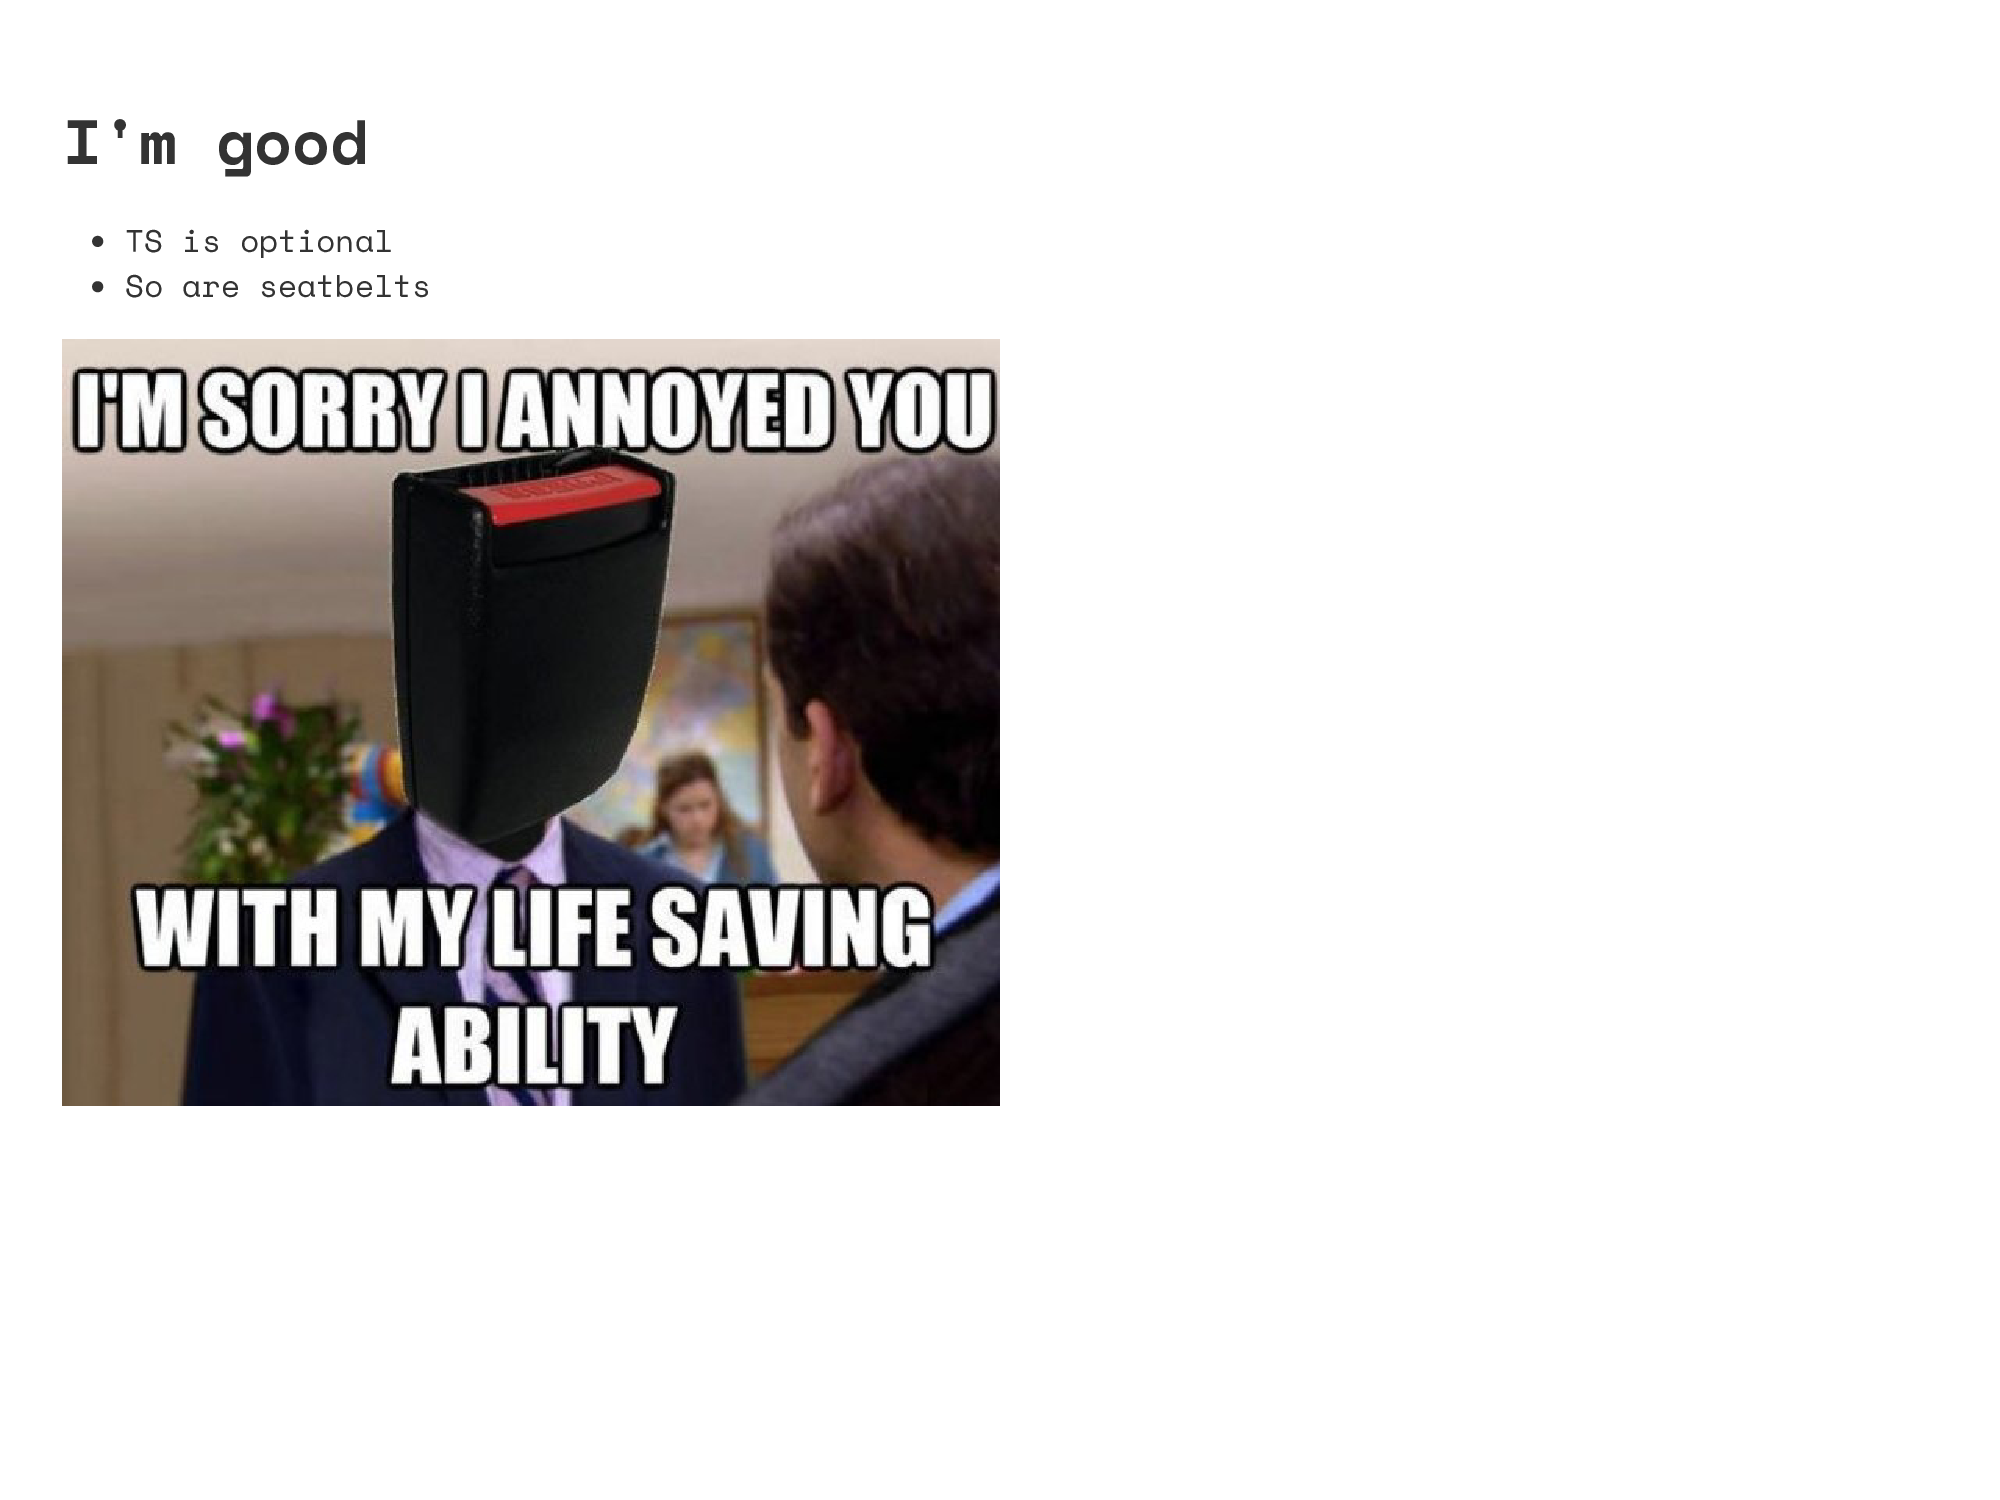 I'm good
TS is optional
So are seatbelts
I'M SORRY I ANNOYED YOU
WITH MY LIFE SAVING
ABILITY